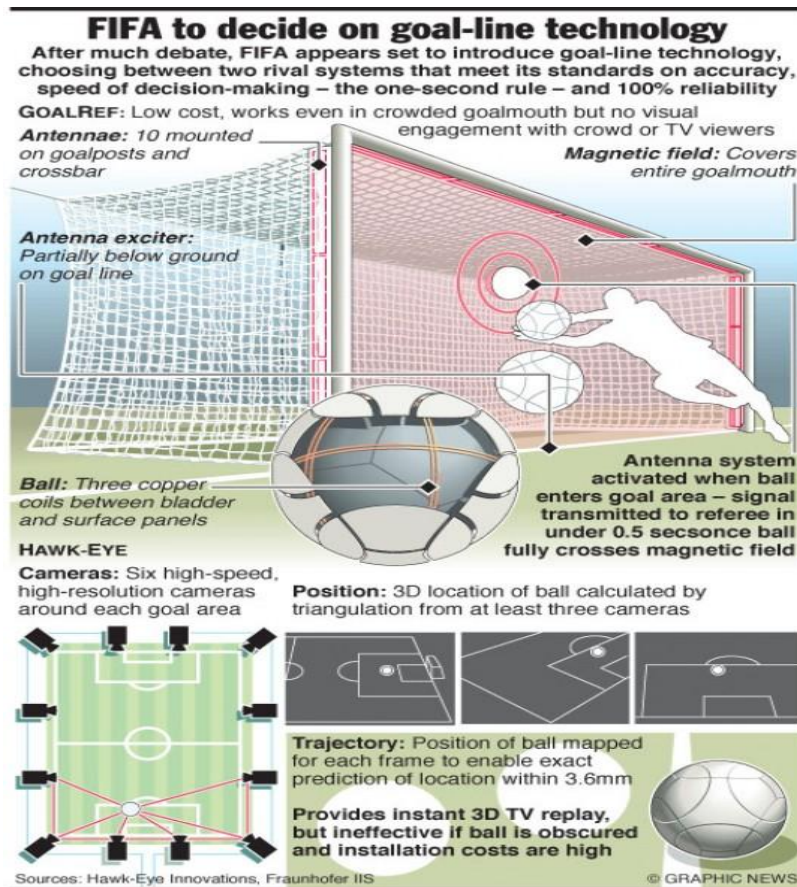 FIFA to decide on goal-line technology
After much debate, FIFA appears set to introduce goal-line technology,
choosing between two rival systems that meet its standards on accuracy,
speed of decision-making – the one-second rule – and 100% reliability
GOALREF: Low cost, works even in crowded goalmouth but no visual
engagement with crowd or TV viewers
Antennae: 10 mounted
on goalposts and
crossbar
Magnetic field: Covers
entire goalmouth
Antenna exciter:
Partially below ground
on goal line
Ball: Three copper
coils between bladder
and surface panels
Antenna system
activated when ball
enters goal area – signal
transmitted to referee in
under 0.5 secsonce ball
fully crosses magnetic field
HAWK-EYE
Cameras: Six high-speed,
high-resolution cameras
around each goal area
Position: 3D location of ball calculated by
triangulation from at least three cameras
Trajectory: Position of ball mapped
for each frame to enable exact
prediction of location within 3.6mm
Provides instant 3D TV replay,
but ineffective if ball is obscured
and installation costs are high
Sources: Hawk-Eye Innovations, Fraunhofer IIS
© GRAPHIC NEWS